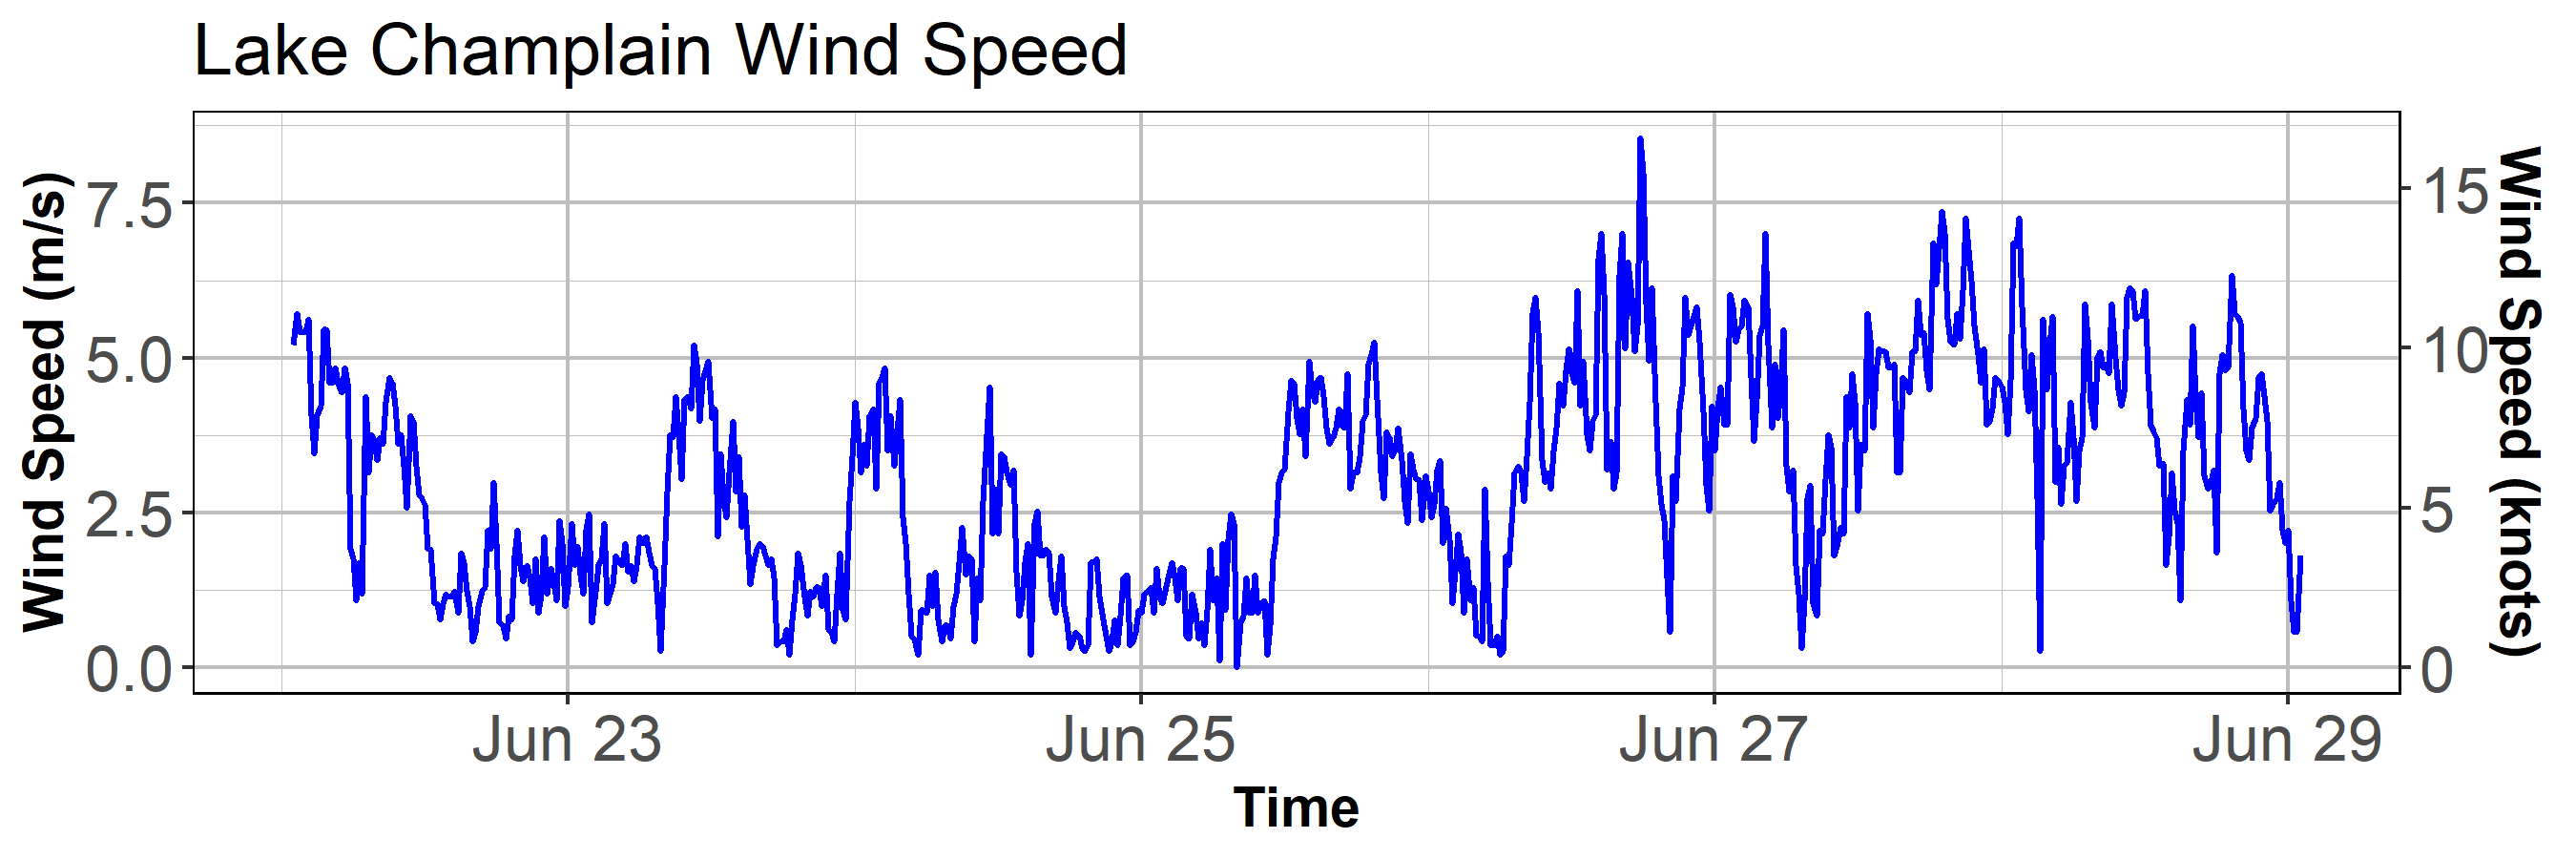 Lake Champlain Wind Speed
Wind Speed (m/s)
7.5
5.0
2.5
0.0
15
10
5
0
Wind Speed (knots)
Jun 23
Jun 25
Jun 27
Jun 29
Time